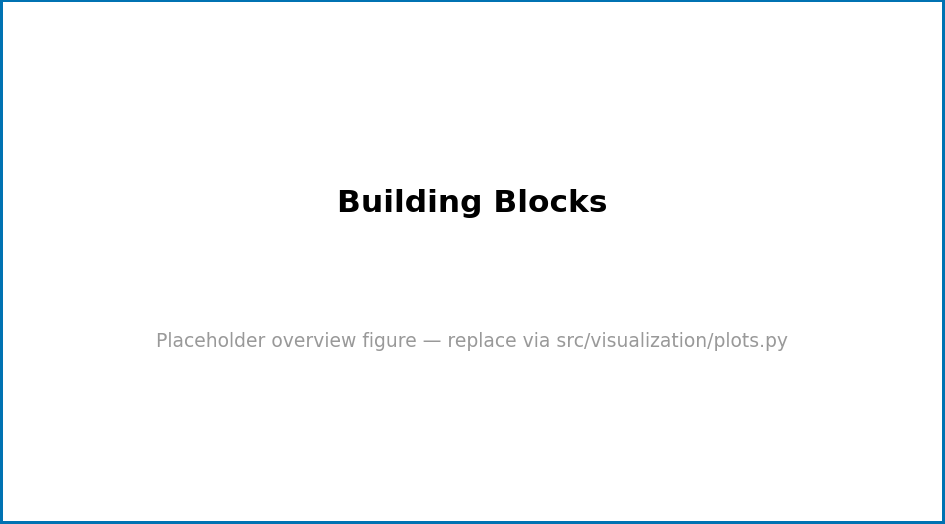 Building Blocks
Placeholder overview figure — replace via src/visualization/plots.py